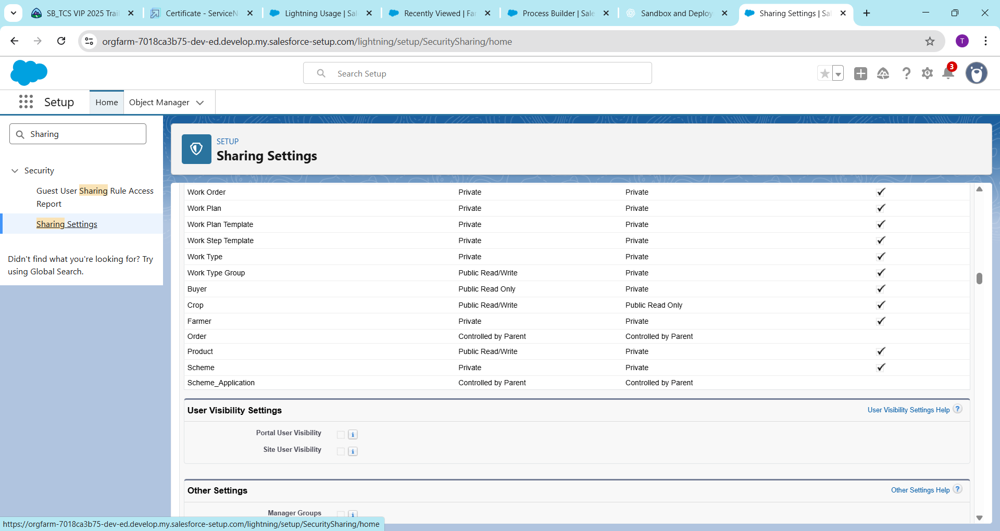 SB_TCS VIP 2025 Trail
Certificate - ServiceN
Lightning Usage | Sal
Recently Viewed | Far
Process Builder | Sale
Sandbox and Deploy
Sharing Settings | Sal
orgfarm-7018ca3b75-dev-ed.develop.my.salesforce-setup.com/lightning/setup/SecuritySharing/home
T
Search Setup
3
Setup
Home
Object Manager
Sharing
Security
Guest User Sharing Rule Access
Report
Sharing Settings
Didn't find what you're looking for? Try
using Global Search.
SETUP
Sharing Settings
Work Order Private Private
Work Plan Private Private
Work Plan Template Private Private
Work Step Template Private Private
Work Type Private Private
Work Type Group Public Read/Write Private
Buyer Public Read Only Private
Crop Public Read/Write Public Read Only
Farmer Private Private
Order Controlled by Parent Controlled by Parent
Product Public Read/Write Private
Scheme Private Private
Scheme_Application Controlled by Parent Controlled by Parent
User Visibility Settings
User Visibility Settings Help ?
Portal User Visibility i
Site User Visibility i
Other Settings
Other Settings Help ?
Manager Groups i
https://orgfarm-7018ca3b75-dev-ed.develop.my.salesforce-setup.com/lightning/setup/SecuritySharing/home